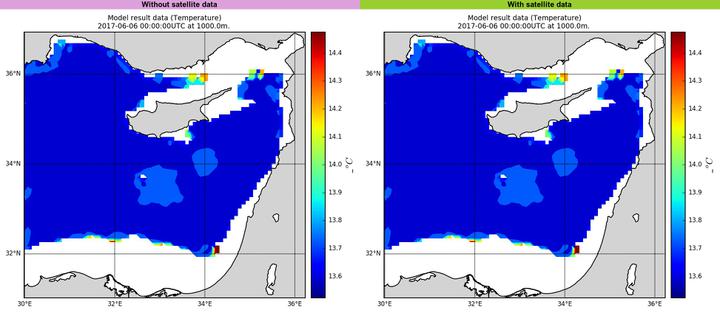 Without satellite data
With satellite data
Model result data (Temperature)
2017-06-06 00:00:00UTC at 1000.0m.
36°N
34°N
32°N
30°E
32°E
34°E
36°E
14.4
14.3
14.2
14.1
14.0
13.9
13.8
13.7
13.6
°C
Model result data (Temperature)
2017-06-06 00:00:00UTC at 1000.0m.
36°N
34°N
32°N
30°E
32°E
34°E
36°E
14.4
14.3
14.2
14.1
14.0
13.9
13.8
13.7
13.6
°C